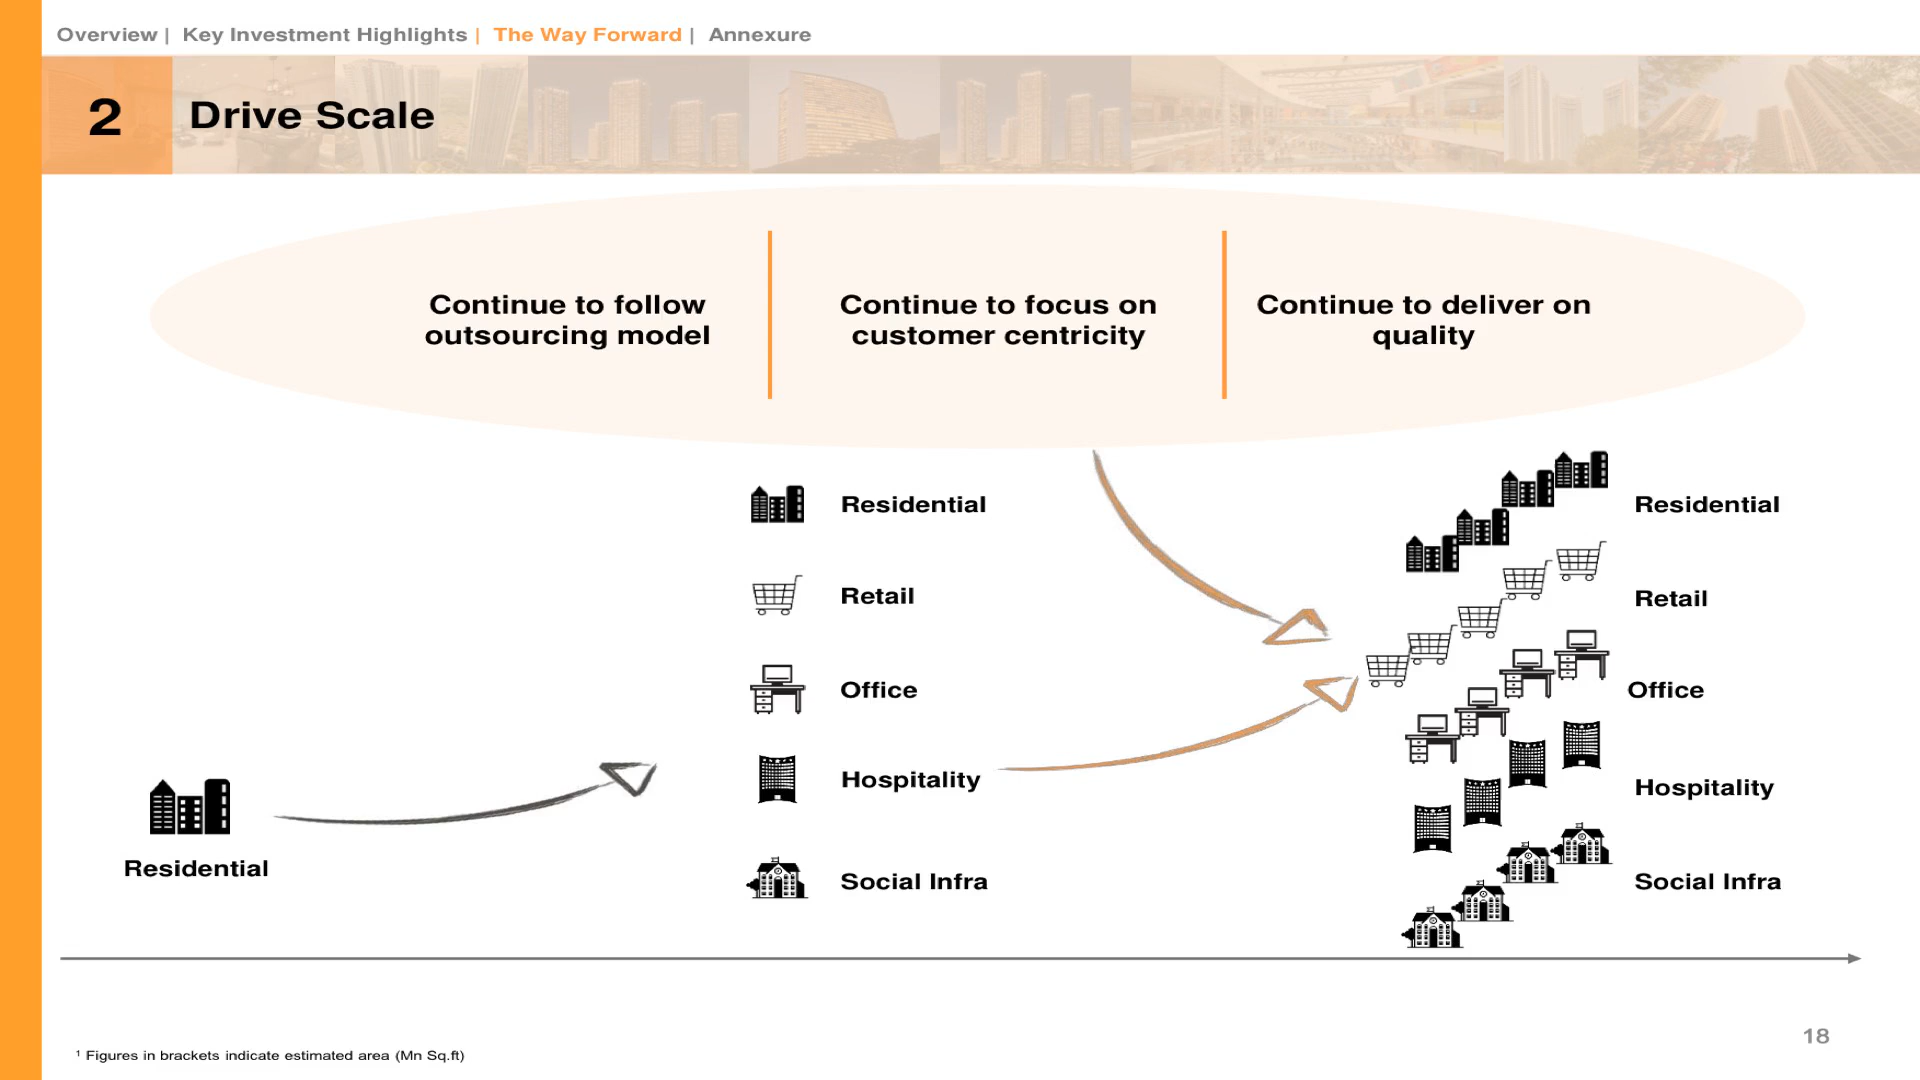 Overview | Key Investment Highlights | The Way Forward | Annexure
2 Drive Scale
Continue to follow
outsourcing model
Continue to focus on
customer centricity
Continue to deliver on
quality
Residential
Residential
Retail
Office
Hospitality
Social Infra
Residential
Retail
Office
Hospitality
Social Infra
18
¹ Figures in brackets indicate estimated area (Mn Sq.ft)